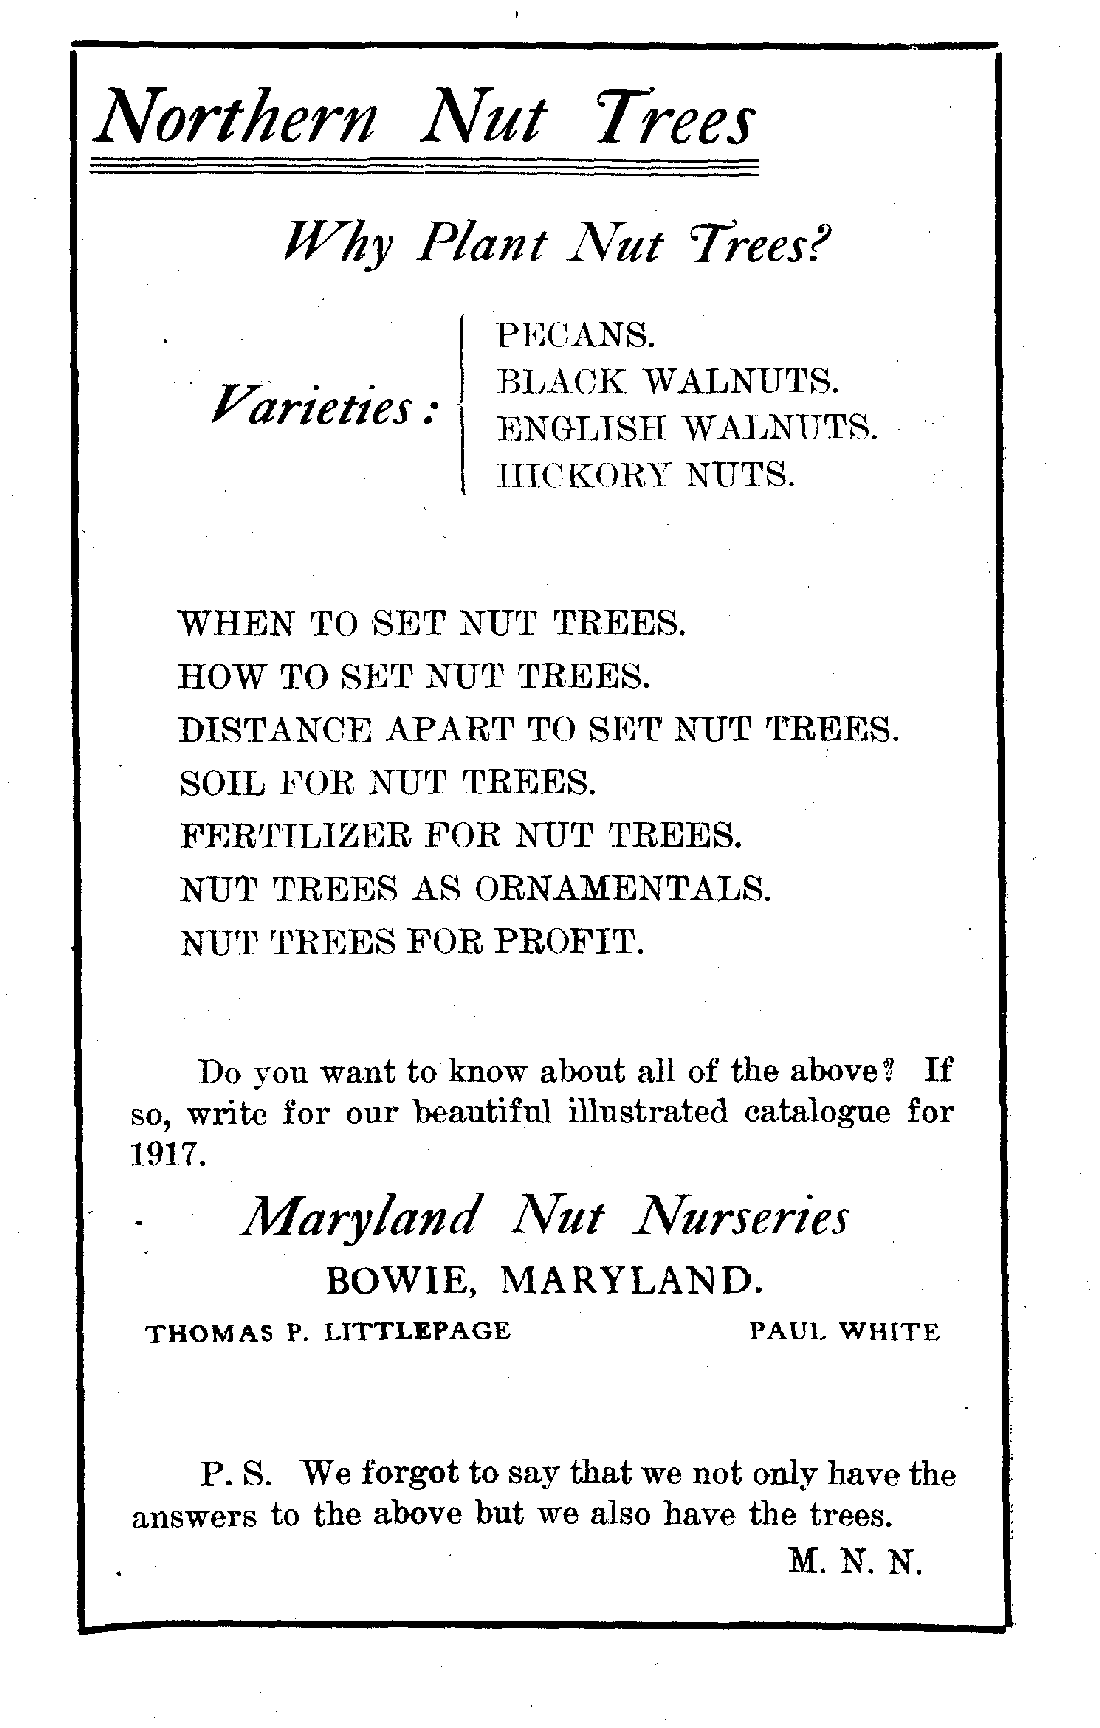 Northern Nut Trees
Why Plant Nut Trees?
Varieties:
PECANS.
BLACK WALNUTS.
ENGLISH WALNUTS.
HICKORY NUTS.
WHEN TO SET NUT TREES.
HOW TO SET NUT TREES.
DISTANCE APART TO SET NUT TREES.
SOIL FOR NUT TREES.
FERTILIZER FOR NUT TREES.
NUT TREES AS ORNAMENTALS.
NUT TREES FOR PROFIT.
Do you want to know about all of the above? If
so, write for our beautiful illustrated catalogue for
1917.
Maryland Nut Nurseries
BOWIE, MARYLAND.
THOMAS P. LITTLEPAGE PAUL WHITE
P. S. We forgot to say that we not only have the
answers to the above but we also have the trees.
M. N. N.